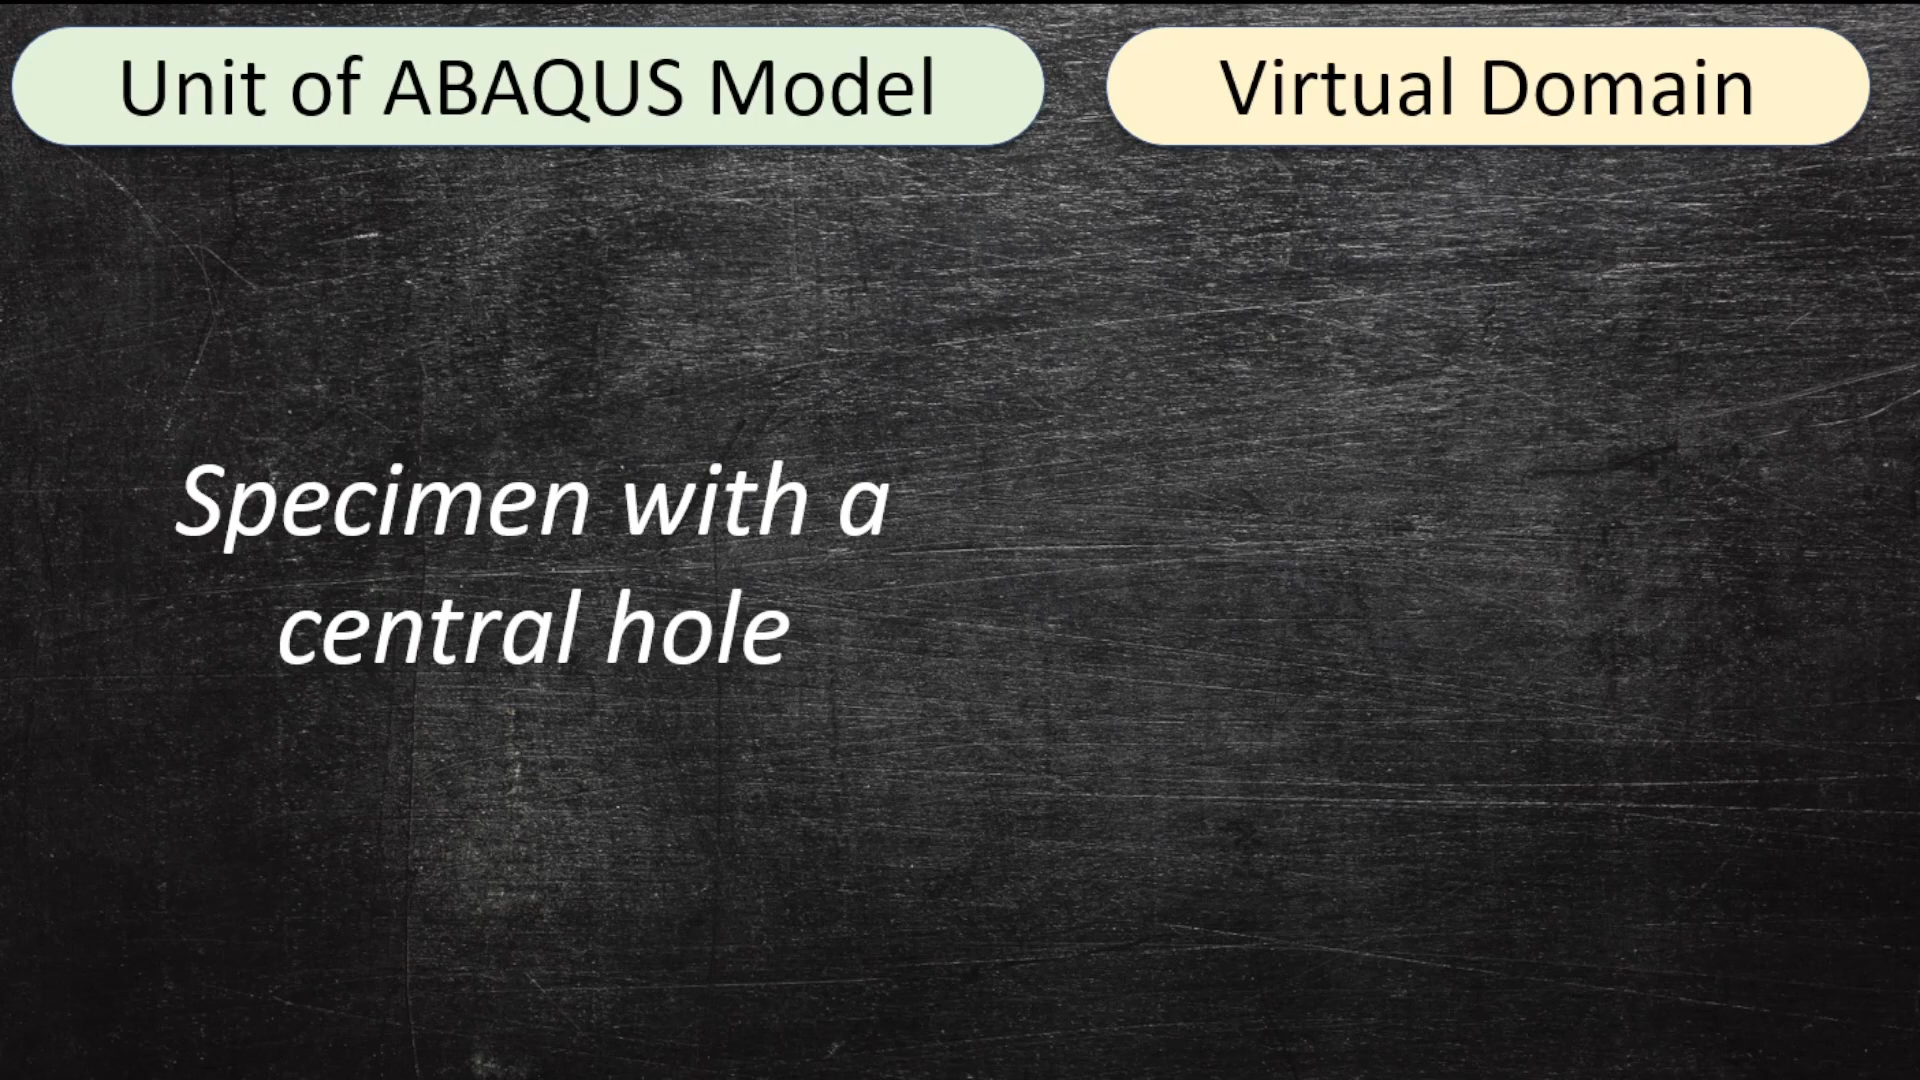 Unit of ABAQUS Model
Virtual Domain
Specimen with a
central hole